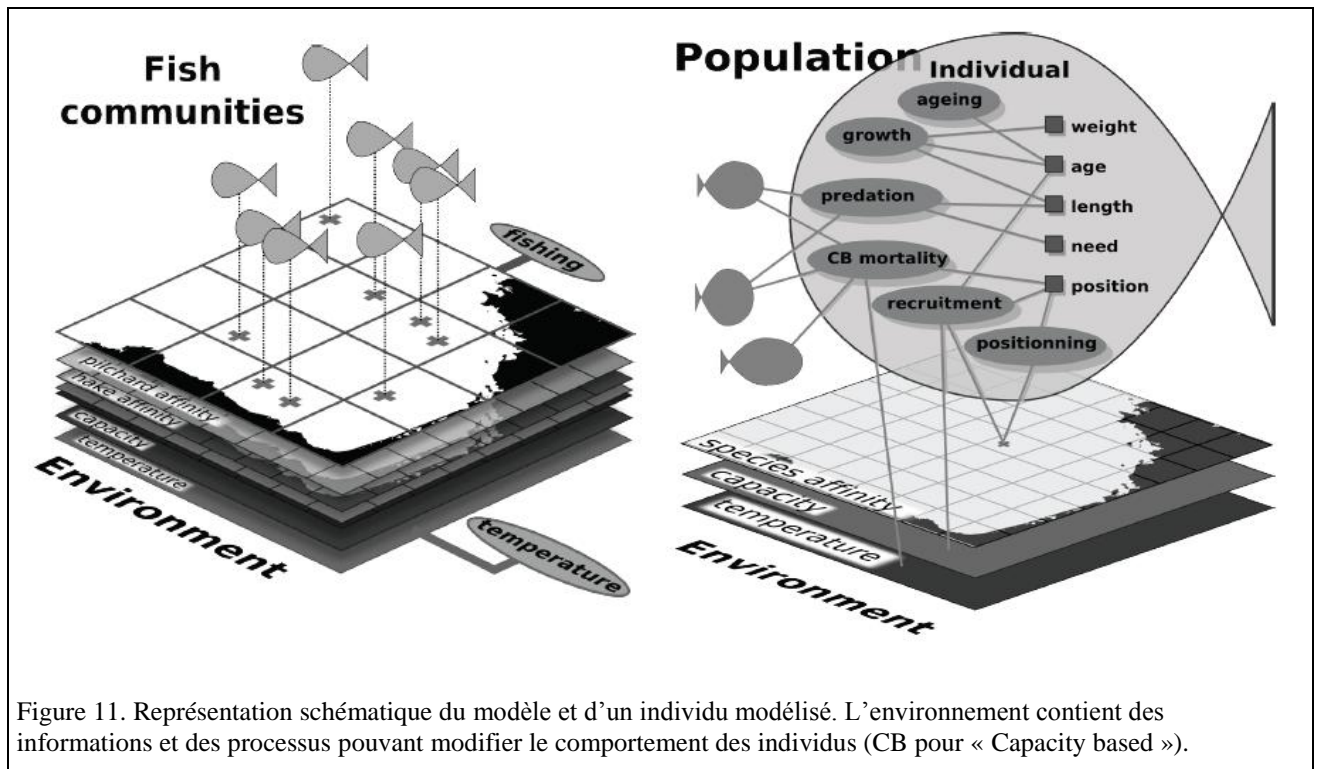 Fish
communities
fishing
pilchard affinity
hake affinity
capacity
temperature
Environment
temperature
Population
Individual
ageing
growth
predation
CB mortality
recruitment
positionning
weight
age
length
need
position
species affinity
capacity
temperature
Environment
Figure 11. Représentation schématique du modèle et d’un individu modélisé. L’environnement contient des
informations et des processus pouvant modifier le comportement des individus (CB pour « Capacity based »).